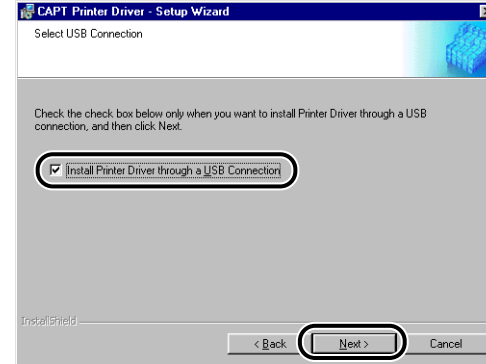 CAPT Printer Driver - Setup Wizard
Select USB Connection
Check the check box below only when you want to install Printer Driver through a USB
connection, and then click Next.
Install Printer Driver through a USB Connection
InstallShield
< Back Next > Cancel